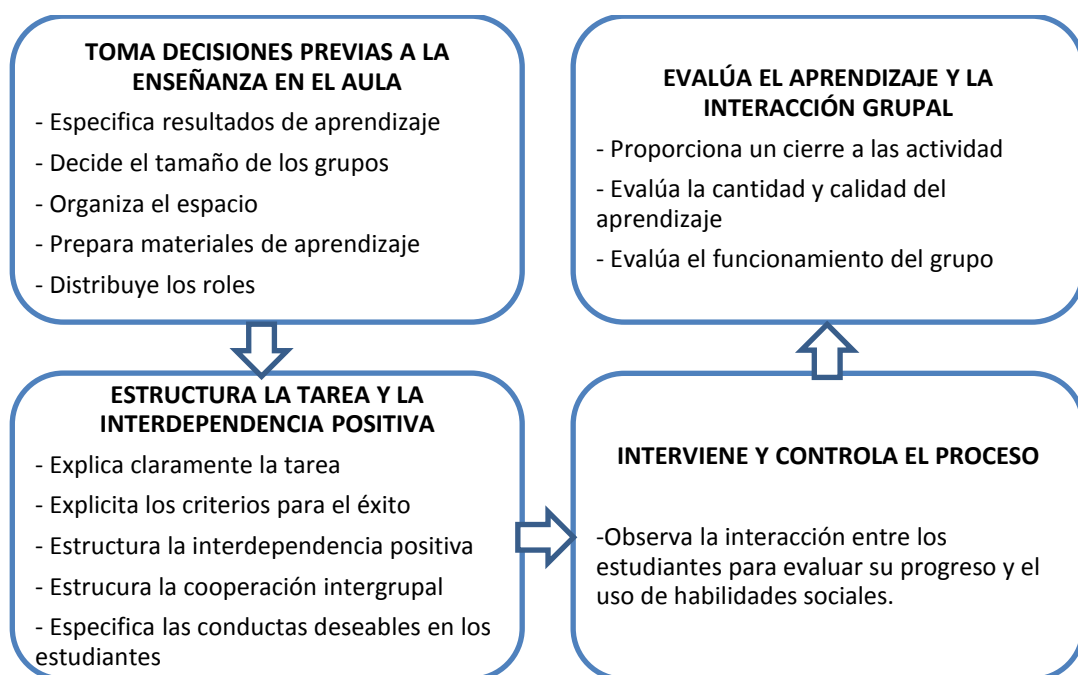 TOMA DECISIONES PREVIAS A LA
ENSEÑANZA EN EL AULA
- Especifica resultados de aprendizaje
- Decide el tamaño de los grupos
- Organiza el espacio
- Prepara materiales de aprendizaje
- Distribuye los roles
ESTRUCTURA LA TAREA Y LA
INTERDEPENDENCIA POSITIVA
- Explica claramente la tarea
- Explicita los criterios para el éxito
- Estructura la interdependencia positiva
- Estrucura la cooperación intergrupal
- Especifica las conductas deseables en los
estudiantes
INTERVIENE Y CONTROLA EL PROCESO
-Observa la interacción entre los
estudiantes para evaluar su progreso y el
uso de habilidades sociales.
EVALÚA EL APRENDIZAJE Y LA
INTERACCIÓN GRUPAL
- Proporciona un cierre a las actividad
- Evalúa la cantidad y calidad del
aprendizaje
- Evalúa el funcionamiento del grupo